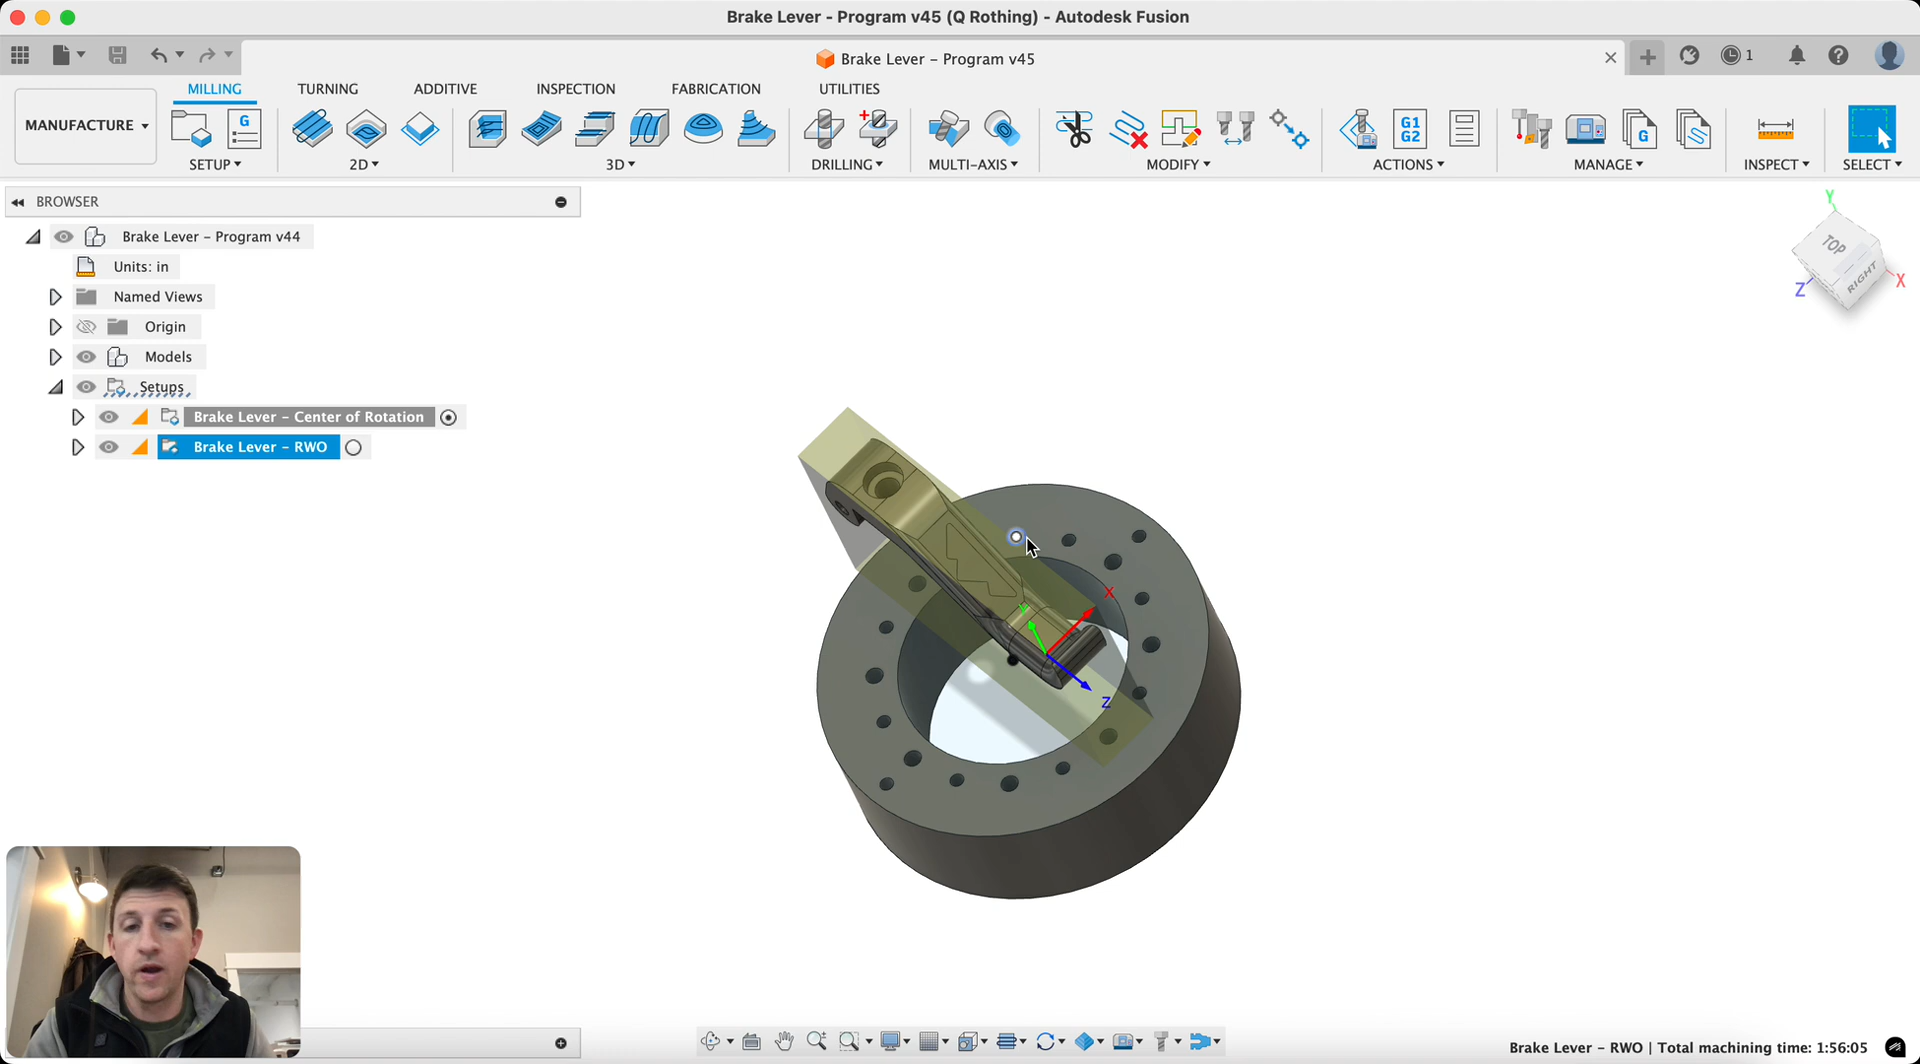 Brake Lever - Program v45 (Q Rothing) - Autodesk Fusion
Brake Lever - Program v45
1
MILLING
TURNING
ADDITIVE
INSPECTION
FABRICATION
UTILITIES
MANUFACTURE
G
G1
G2
G
SETUP
2D
3D
DRILLING
MULTI-AXIS
MODIFY
ACTIONS
MANAGE
INSPECT
SELECT
BROWSER
Brake Lever - Program v44
Units: in
Named Views
Origin
Models
Setups
Brake Lever - Center of Rotation
Brake Lever - RWO
Y
TOP
RIGHT
X
Z
X
Y
Z
Brake Lever - RWO | Total machining time: 1:56:05